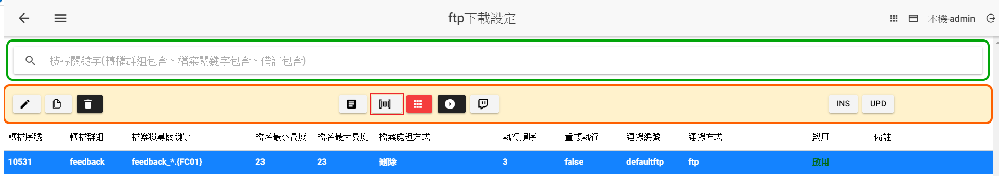 ftp下載設定
本機-admin
搜尋關鍵字(轉檔群組包含、檔案關鍵字包含、備註包含)
INS UPD
轉檔序號 轉檔群組 檔案搜尋關鍵字 檔名最小長度 檔名最大長度 檔案處理方式 執行順序 重複執行 連線編號 連線方式 啟用 備註
10531 feedback feedback_*.{FC01} 23 23 刪除 3 false defaultftp ftp 啟用